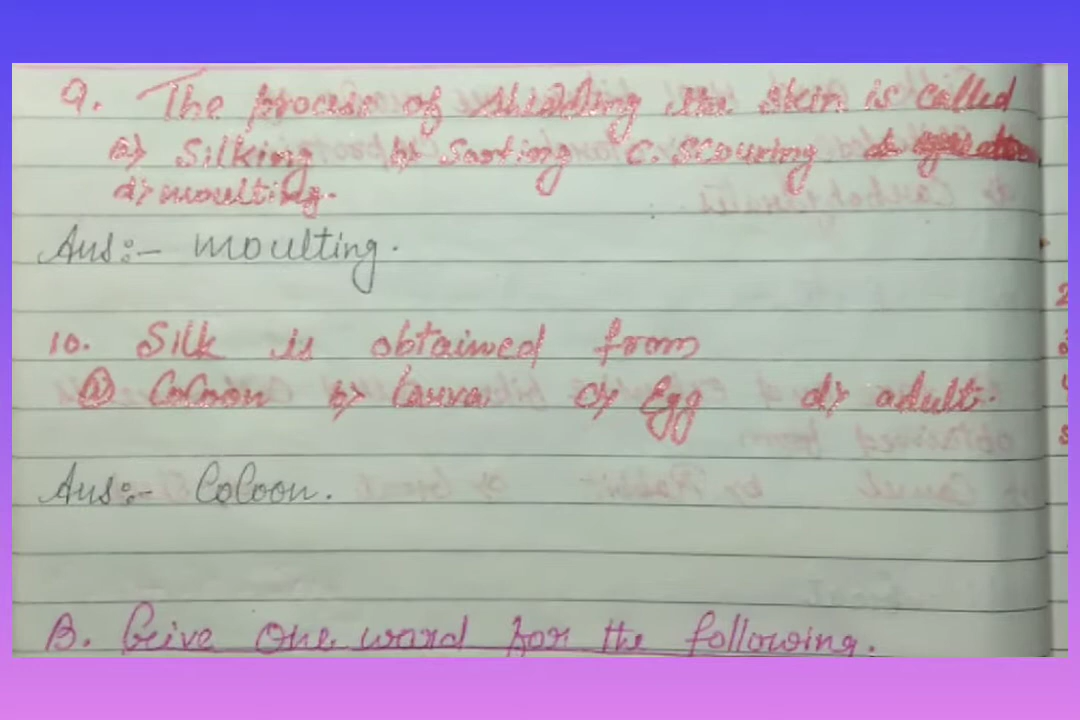 9. The process of shedding the skin is called
a) Silking b) Sorting c. Scouring
d) moulting.
Ans:- moulting.
10. Silk is obtained from
a) CoCoon b) Larva c) Egg d) adult.
Ans:- CoCoon.
B. Give one word for the following.